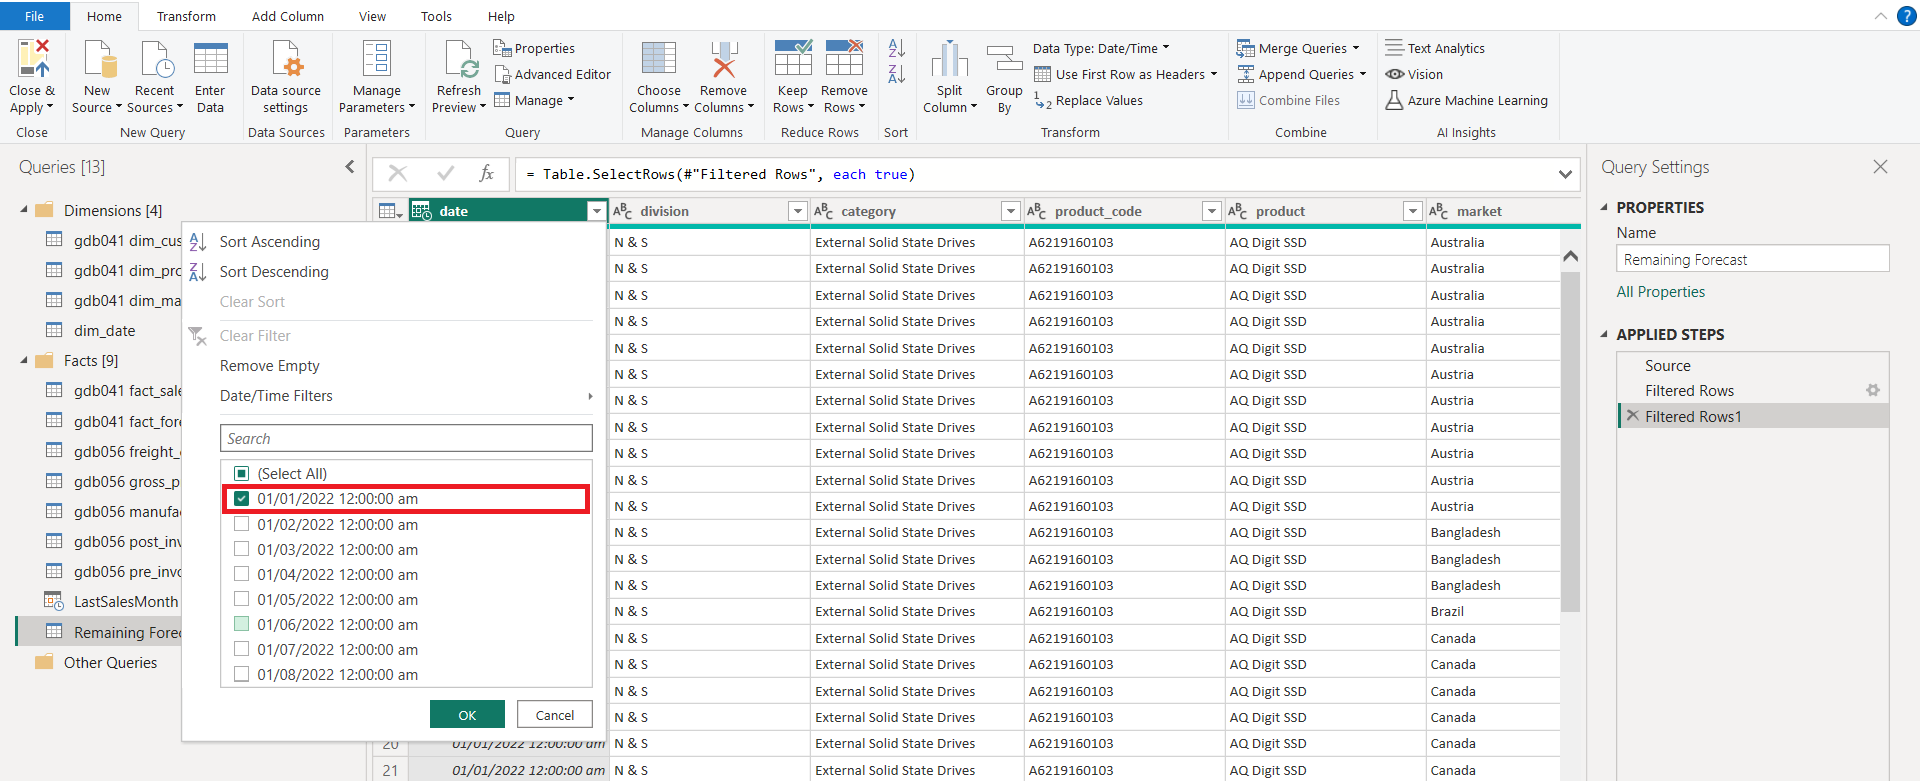 File Home Transform Add Column View Tools Help
?
Close & Apply
New Source
Recent Sources
Enter Data
Data source settings
Manage Parameters
Refresh Preview
Properties
Advanced Editor
Manage
Choose Columns
Remove Columns
Keep Rows
Remove Rows
Split Column
Group By
Data Type: Date/Time
Use First Row as Headers
Replace Values
Merge Queries
Append Queries
Combine Files
Text Analytics
Vision
Azure Machine Learning
Close New Query Data Sources Parameters Query Manage Columns Reduce Rows Sort Transform Combine AI Insights
Queries [13]
Dimensions [4]
gdb041 dim_cus
gdb041 dim_pro
gdb041 dim_ma
dim_date
Facts [9]
gdb041 fact_sale
gdb041 fact_fore
gdb056 freight_
gdb056 gross_p
gdb056 manufac
gdb056 post_inv
gdb056 pre_invo
LastSalesMonth
Remaining Forec
Other Queries
fx = Table.SelectRows(#"Filtered Rows", each true)
date ABC division ABC category ABC product_code ABC product ABC market
Sort Ascending
Sort Descending
Clear Sort
Clear Filter
Remove Empty
Date/Time Filters
Search
(Select All)
01/01/2022 12:00:00 am
01/02/2022 12:00:00 am
01/03/2022 12:00:00 am
01/04/2022 12:00:00 am
01/05/2022 12:00:00 am
01/06/2022 12:00:00 am
01/07/2022 12:00:00 am
01/08/2022 12:00:00 am
OK Cancel
N & S External Solid State Drives A6219160103 AQ Digit SSD Australia
N & S External Solid State Drives A6219160103 AQ Digit SSD Australia
N & S External Solid State Drives A6219160103 AQ Digit SSD Australia
N & S External Solid State Drives A6219160103 AQ Digit SSD Australia
N & S External Solid State Drives A6219160103 AQ Digit SSD Australia
N & S External Solid State Drives A6219160103 AQ Digit SSD Austria
N & S External Solid State Drives A6219160103 AQ Digit SSD Austria
N & S External Solid State Drives A6219160103 AQ Digit SSD Austria
N & S External Solid State Drives A6219160103 AQ Digit SSD Austria
N & S External Solid State Drives A6219160103 AQ Digit SSD Austria
N & S External Solid State Drives A6219160103 AQ Digit SSD Austria
N & S External Solid State Drives A6219160103 AQ Digit SSD Bangladesh
N & S External Solid State Drives A6219160103 AQ Digit SSD Bangladesh
N & S External Solid State Drives A6219160103 AQ Digit SSD Bangladesh
N & S External Solid State Drives A6219160103 AQ Digit SSD Brazil
N & S External Solid State Drives A6219160103 AQ Digit SSD Canada
N & S External Solid State Drives A6219160103 AQ Digit SSD Canada
N & S External Solid State Drives A6219160103 AQ Digit SSD Canada
N & S External Solid State Drives A6219160103 AQ Digit SSD Canada
20 01/01/2022 12:00:00 am N & S External Solid State Drives A6219160103 AQ Digit SSD Canada
21 01/01/2022 12:00:00 am N & S External Solid State Drives A6219160103 AQ Digit SSD Canada
Query Settings
PROPERTIES
Name
Remaining Forecast
All Properties
APPLIED STEPS
Source
Filtered Rows
Filtered Rows1